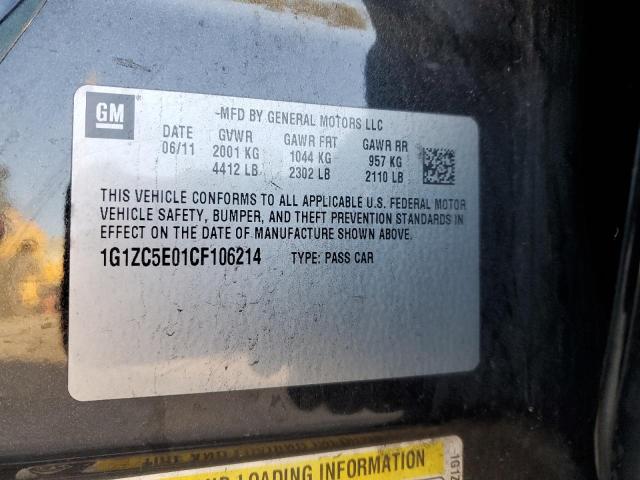 GM
-MFD BY GENERAL MOTORS LLC
DATE GVWR GAWR FRT GAWR RR
06/11 2001 KG 1044 KG 957 KG
4412 LB 2302 LB 2110 LB
THIS VEHICLE CONFORMS TO ALL APPLICABLE U.S. FEDERAL MOTOR
VEHICLE SAFETY, BUMPER, AND THEFT PREVENTION STANDARDS IN
EFFECT ON THE DATE OF MANUFACTURE SHOWN ABOVE.
1G1ZC5E01CF106214 TYPE: PASS CAR
LOADING INFORMATION
1G1Z